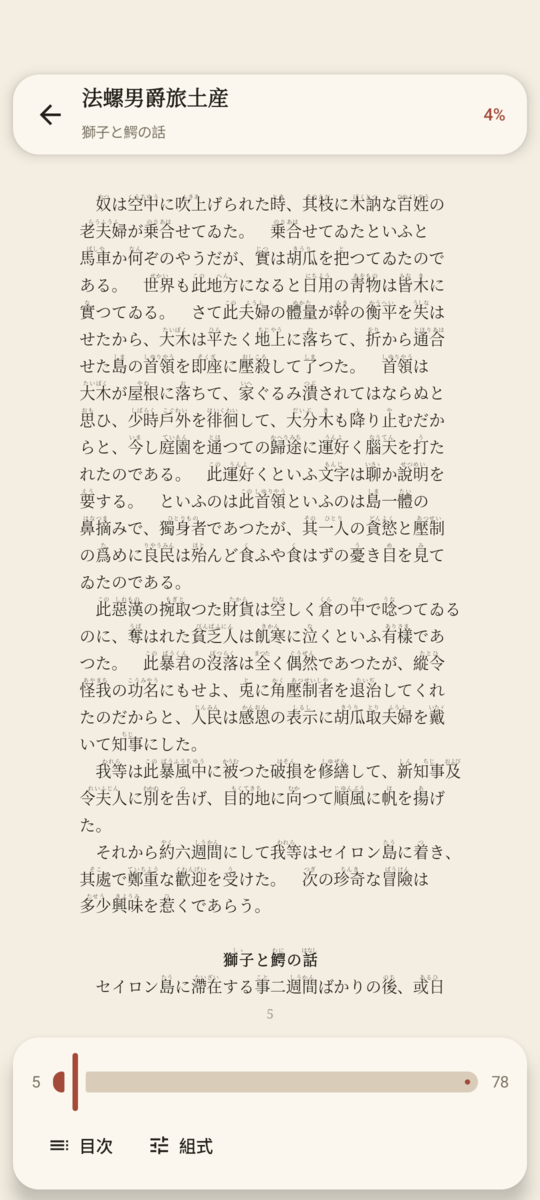 法螺男爵旅土産
獅子と鰐の話
4%
奴は空中に吹上げられた時、其枝に木訥な百姓の
老夫婦が乗合せてゐた。　乗合せてゐたといふと
馬車か何ぞのやうだが、實は胡瓜を把つてゐたので
ある。　世界も此地方になると日用の靑物は皆木に
實つてゐる。　さて此夫婦の體量が幹の衡平を失は
せたから、大木は平たく地上に落ちて、折から通合
せた島の首領を即座に壓殺して了つた。　首領は
大木が屋根に落ちて、家ぐるみ潰されてはならぬと
思ひ、少時戶外を徘徊して、大分木も降り止むだか
らと、今し庭園を通つての歸途に運好く腦天を打た
れたのである。　此運好くといふ文字は聊か說明を
要する。　といふのは此首領といふのは島一體の
鼻摘みで、獨身者であつたが、其一人の貪慾と壓制
の爲めに良民は殆んど食ふや食はずの憂き目を見て
ゐたのである。
此惡漢の捥取つた財貨は空しく倉の中で唸つてゐる
のに、奪はれた貧乏人は飢寒に泣くといふ有樣であ
つた。　此暴君の沒落は全く偶然であつたが、縱令
怪我の功名にもせよ、兎に角壓制者を退治してくれ
たのだからと、人民は感恩の表示に胡瓜取夫婦を戴
いて知事にした。
我等は此暴風中に被つた破損を修繕して、新知事及
令夫人に別を吿げ、目的地に向つて順風に帆を揚げ
た。
それから約六週間にして我等はセイロン島に着き、
其處で鄭重な歡迎を受けた。　次の珍奇な冒險は
多少興味を惹くであらう。
獅子と鰐の話
セイロン島に滯在する事二週間ばかりの後、或日
5
5
78
目次
組式